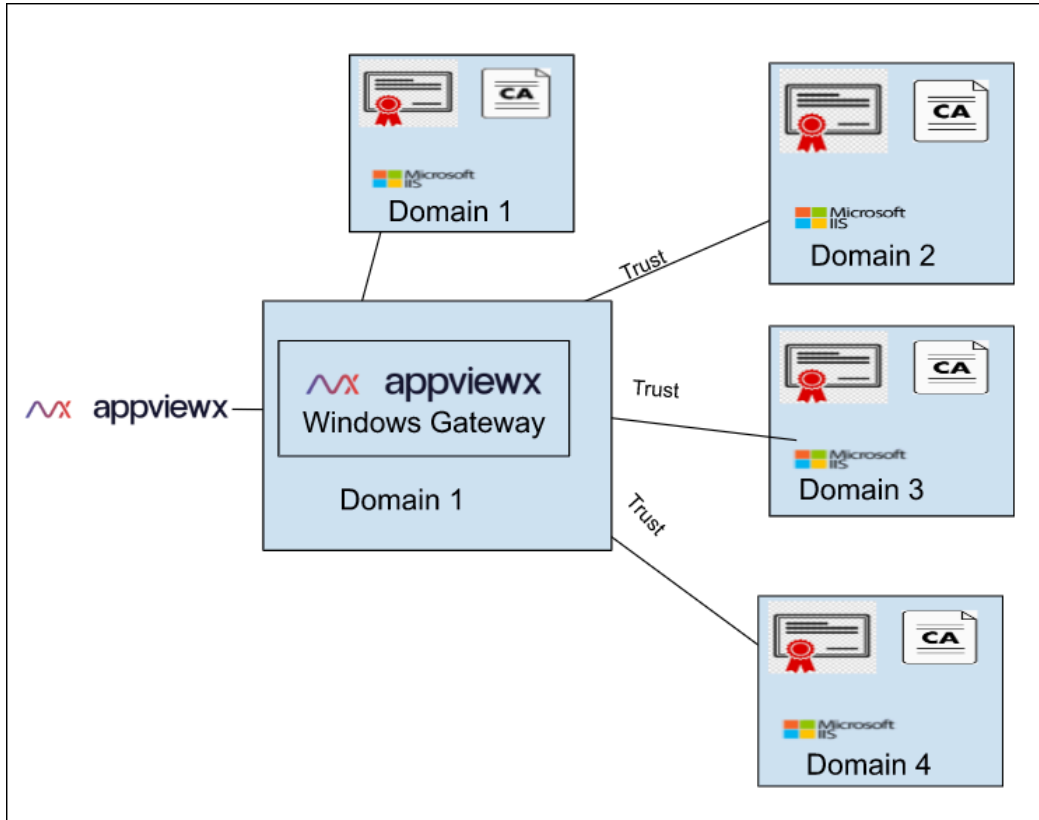 CA
Microsoft
IIS
Domain 1
CA
Microsoft
IIS
Domain 2
Trust
appviewx
Windows Gateway
Domain 1
appviewx
Trust
CA
Microsoft
IIS
Domain 3
Trust
CA
Microsoft
IIS
Domain 4